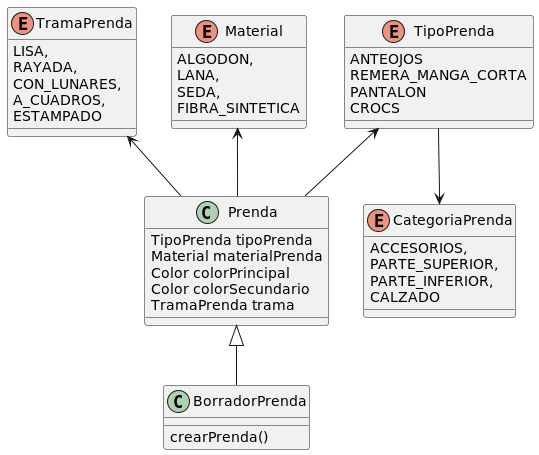 E TramaPrenda
LISA,
RAYADA,
CON_LUNARES,
A_CUADROS,
ESTAMPADO
E Material
ALGODON,
LANA,
SEDA,
FIBRA_SINTETICA
E TipoPrenda
ANTEOJOS
REMERA_MANGA_CORTA
PANTALON
CROCS
C Prenda
TipoPrenda tipoPrenda
Material materialPrenda
Color colorPrincipal
Color colorSecundario
TramaPrenda trama
E CategoriaPrenda
ACCESORIOS,
PARTE_SUPERIOR,
PARTE_INFERIOR,
CALZADO
C BorradorPrenda
crearPrenda()